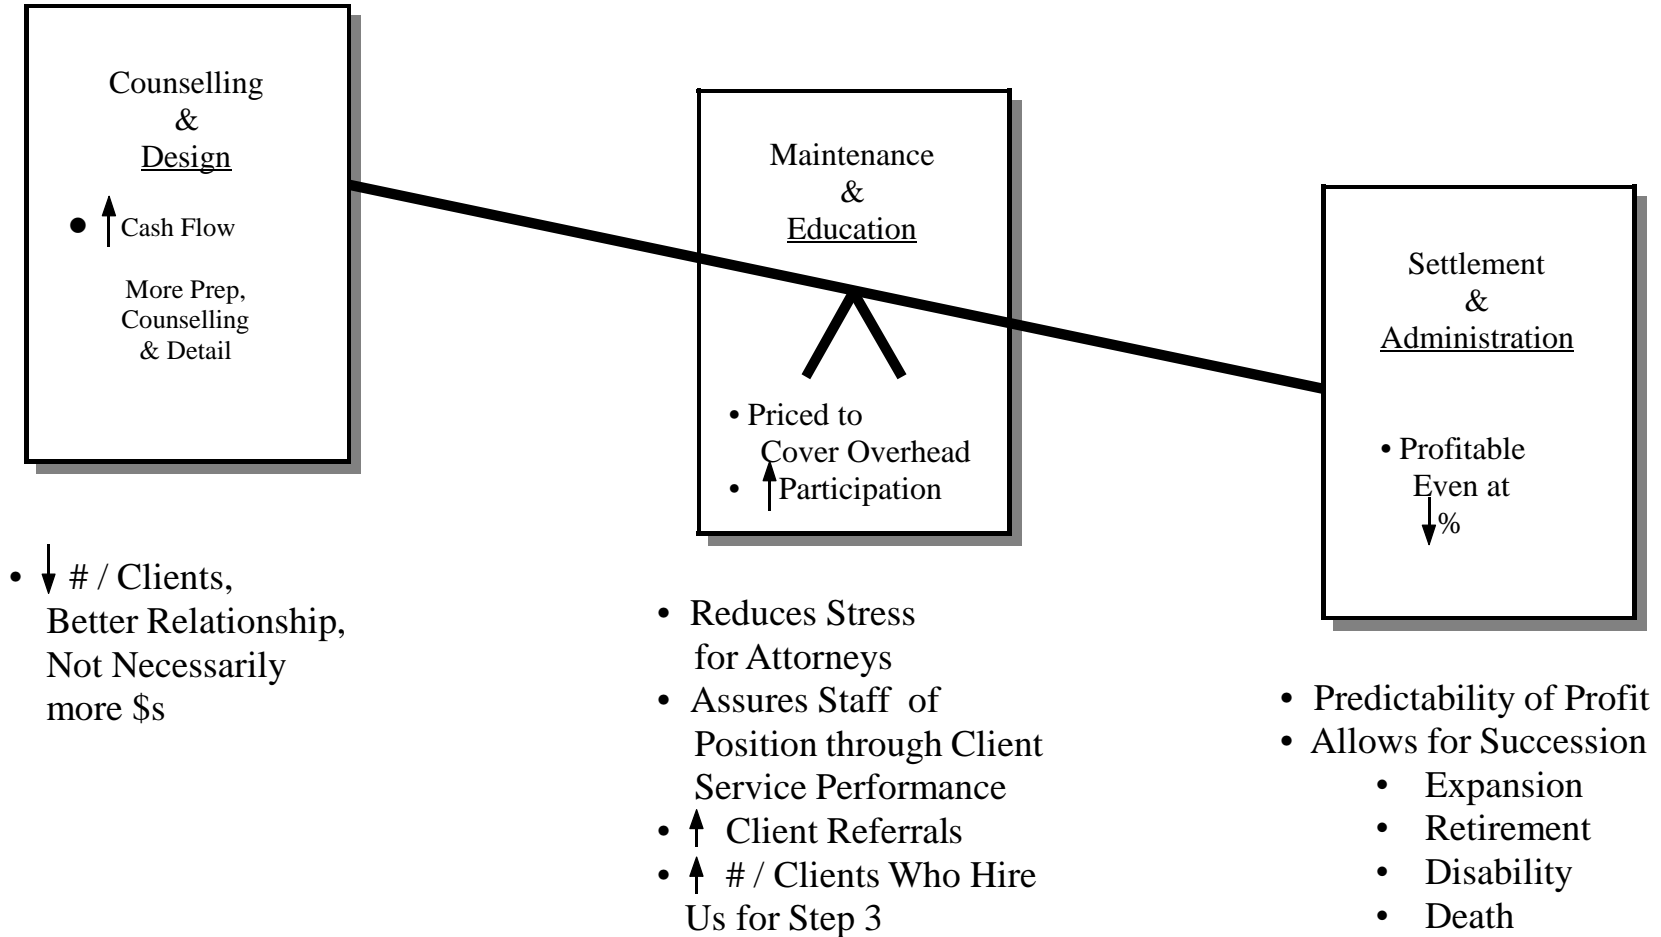 Counselling
&
Design
• ↑ Cash Flow
More Prep,
Counselling
& Detail
• ↓ # / Clients,
Better Relationship,
Not Necessarily
more $s
Maintenance
&
Education
• Priced to
Cover Overhead
• ↑ Participation
• Reduces Stress
for Attorneys
• Assures Staff of
Position through Client
Service Performance
• ↑ Client Referrals
• ↑ # / Clients Who Hire
Us for Step 3
Settlement
&
Administration
• Profitable
Even at
↓ %
• Predictability of Profit
• Allows for Succession
• Expansion
• Retirement
• Disability
• Death